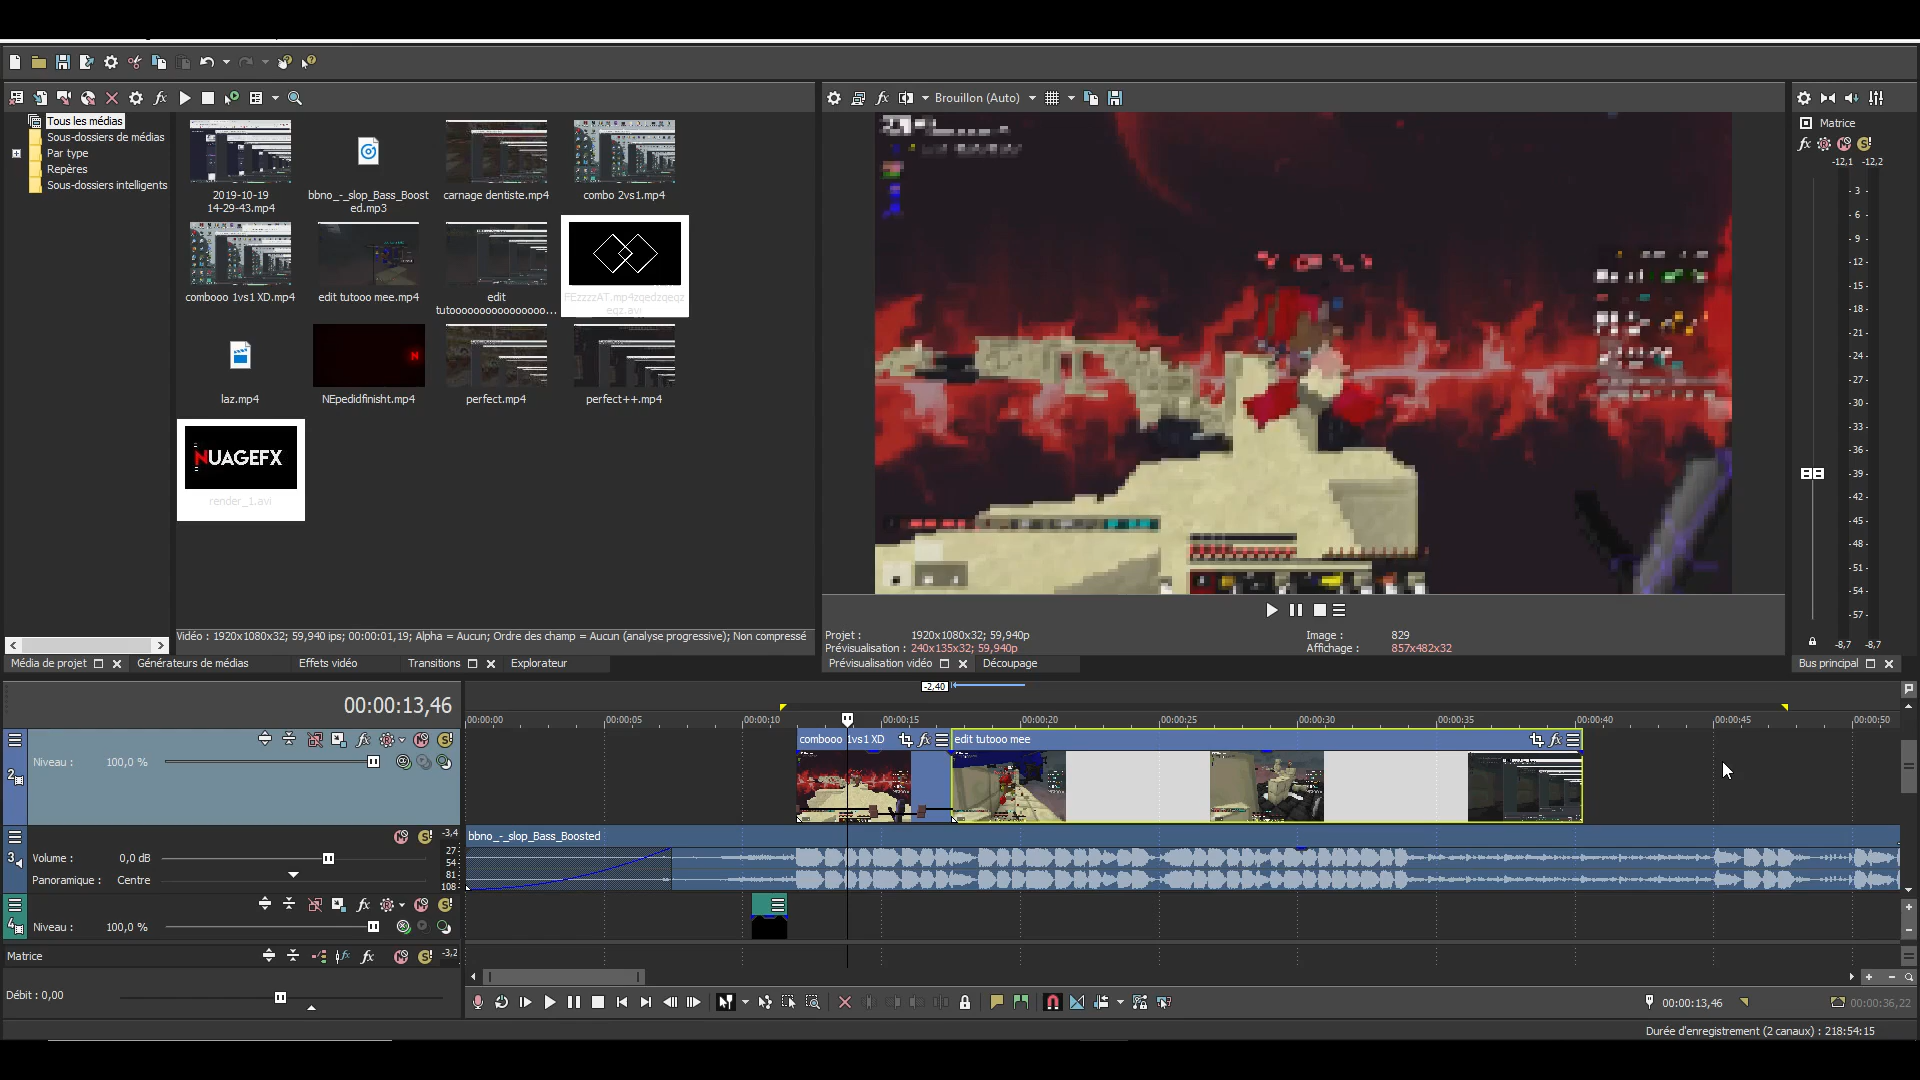 Brouillon (Auto)
Tous les médias
Sous-dossiers de médias
Par type
Repères
Sous-dossiers intelligents
2019-10-19
14-29-43.mp4
bbno_-_slop_Bass_Boost
ed.mp3
carnage dentiste.mp4
combo 2vs1.mp4
combooo 1vs1 XD.mp4
edit tutooo mee.mp4
edit
tutooooooooooooooo...
FEzzzzAT.mp4zqedzqeqz
eqz.avi
laz.mp4
N
NEpedidfinisht.mp4
perfect.mp4
perfect++.mp4
NUAGEFX
render_1.avi
Matrice
-12,1 -12,2
3 -
6 -
9 -
12 -
15 -
18 -
21 -
24 -
27 -
30 -
33 -
36 -
39 -
42 -
45 -
48 -
51 -
54 -
57 -
-8,7 -8,7
Vidéo : 1920x1080x32; 59,940 ips; 00:00:01,19; Alpha = Aucun; Ordre des champ = Aucun (analyse progressive); Non compressé
Projet : 1920x1080x32; 59,940p
Prévisualisation : 240x135x32; 59,940p
Image : 829
Affichage : 857x482x32
Média de projet
Générateurs de médias
Effets vidéo
Transitions
Explorateur
Prévisualisation vidéo
Découpage
Bus principal
-2,40
00:00:13,46
00:00:00 00:00:05 00:00:10 00:00:15 00:00:20 00:00:25 00:00:30 00:00:35 00:00:40 00:00:45 00:00:50
combooo 1vs1 XD
edit tutooo mee
2
Niveau : 100,0 %
bbno_-_slop_Bass_Boosted
3
-3,4
27
54
81
108
Volume : 0,0 dB
Panoramique : Centre
4
Niveau : 100,0 %
Matrice
-3,2
Débit : 0,00
00:00:13,46
00:00:36,22
Durée d'enregistrement (2 canaux) : 218:54:15